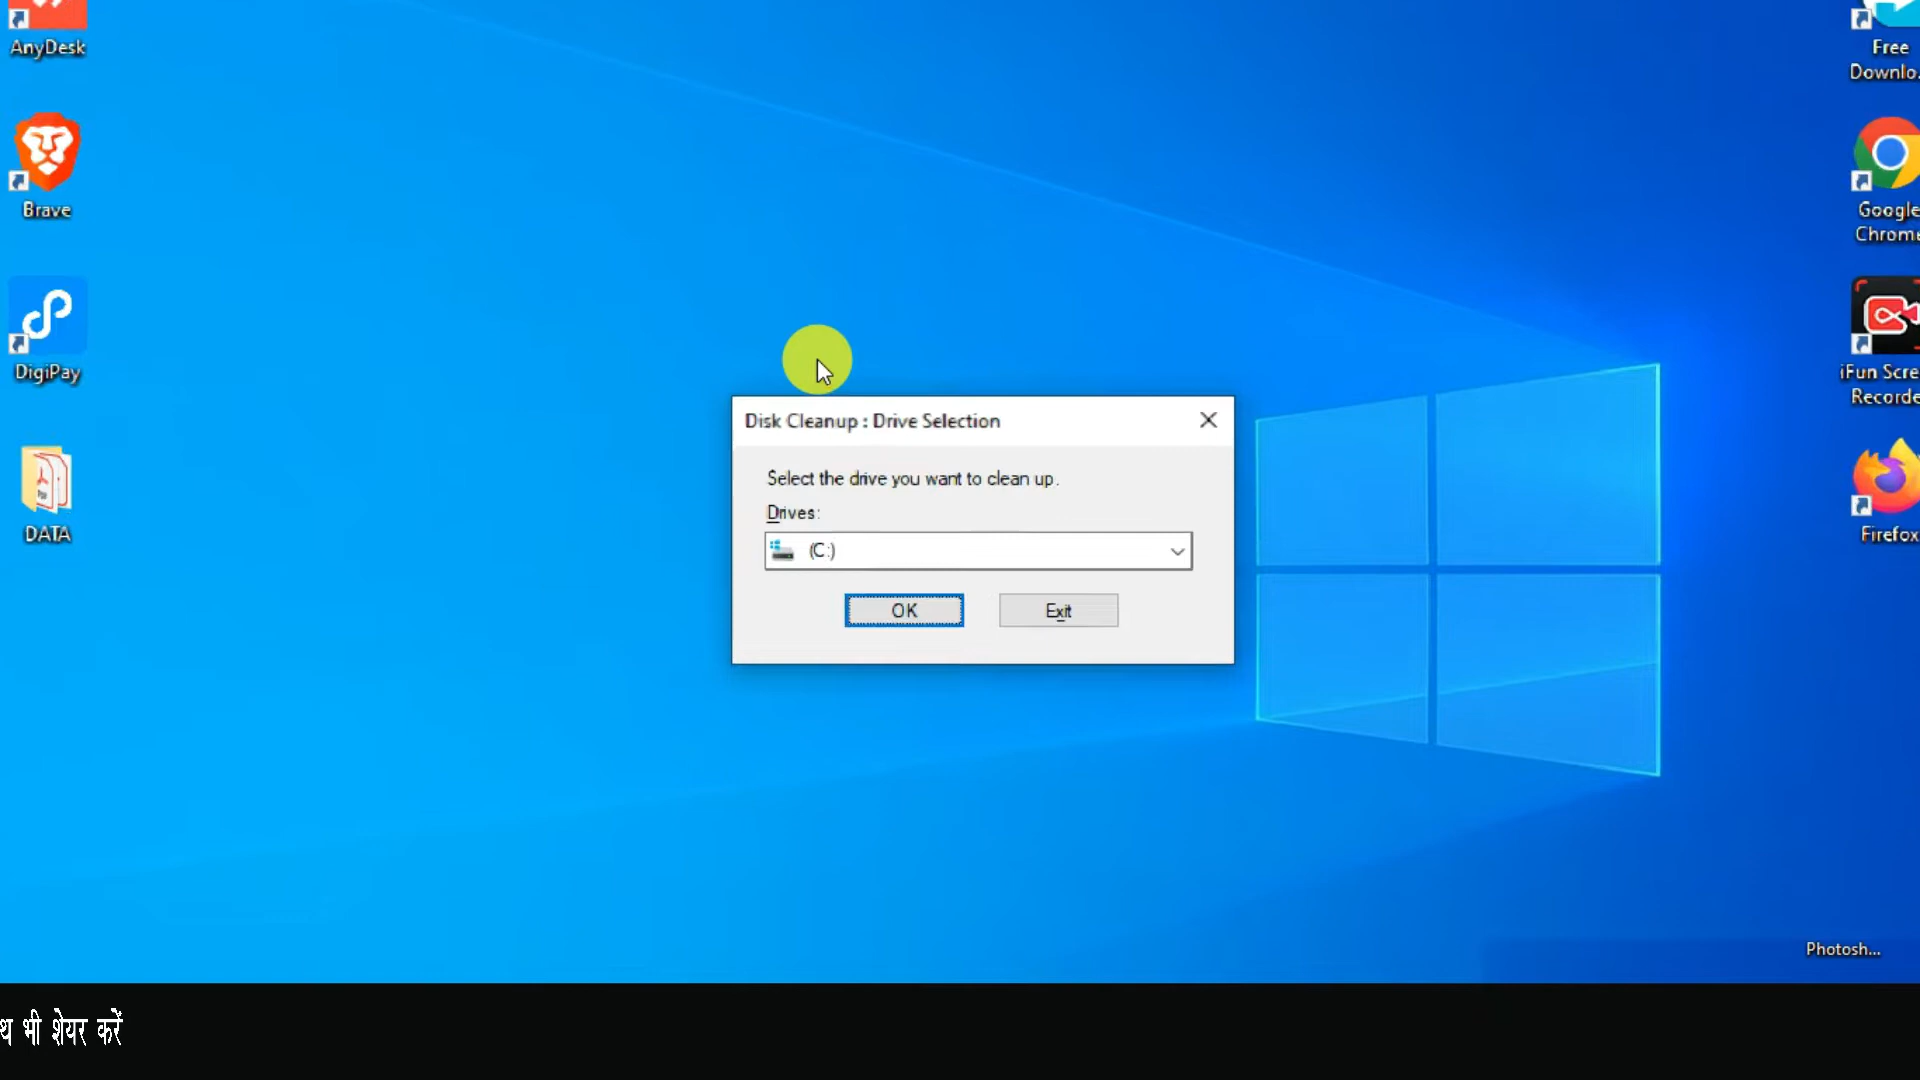 AnyDesk
Brave
DigiPay
DATA
Disk Cleanup : Drive Selection
Select the drive you want to clean up.
Drives:
(C:)
OK
Exit
Free
Downlo...
Google
Chrome
iFun Scre
Recorde
Firefox
Photosh...
भी शेयर करें